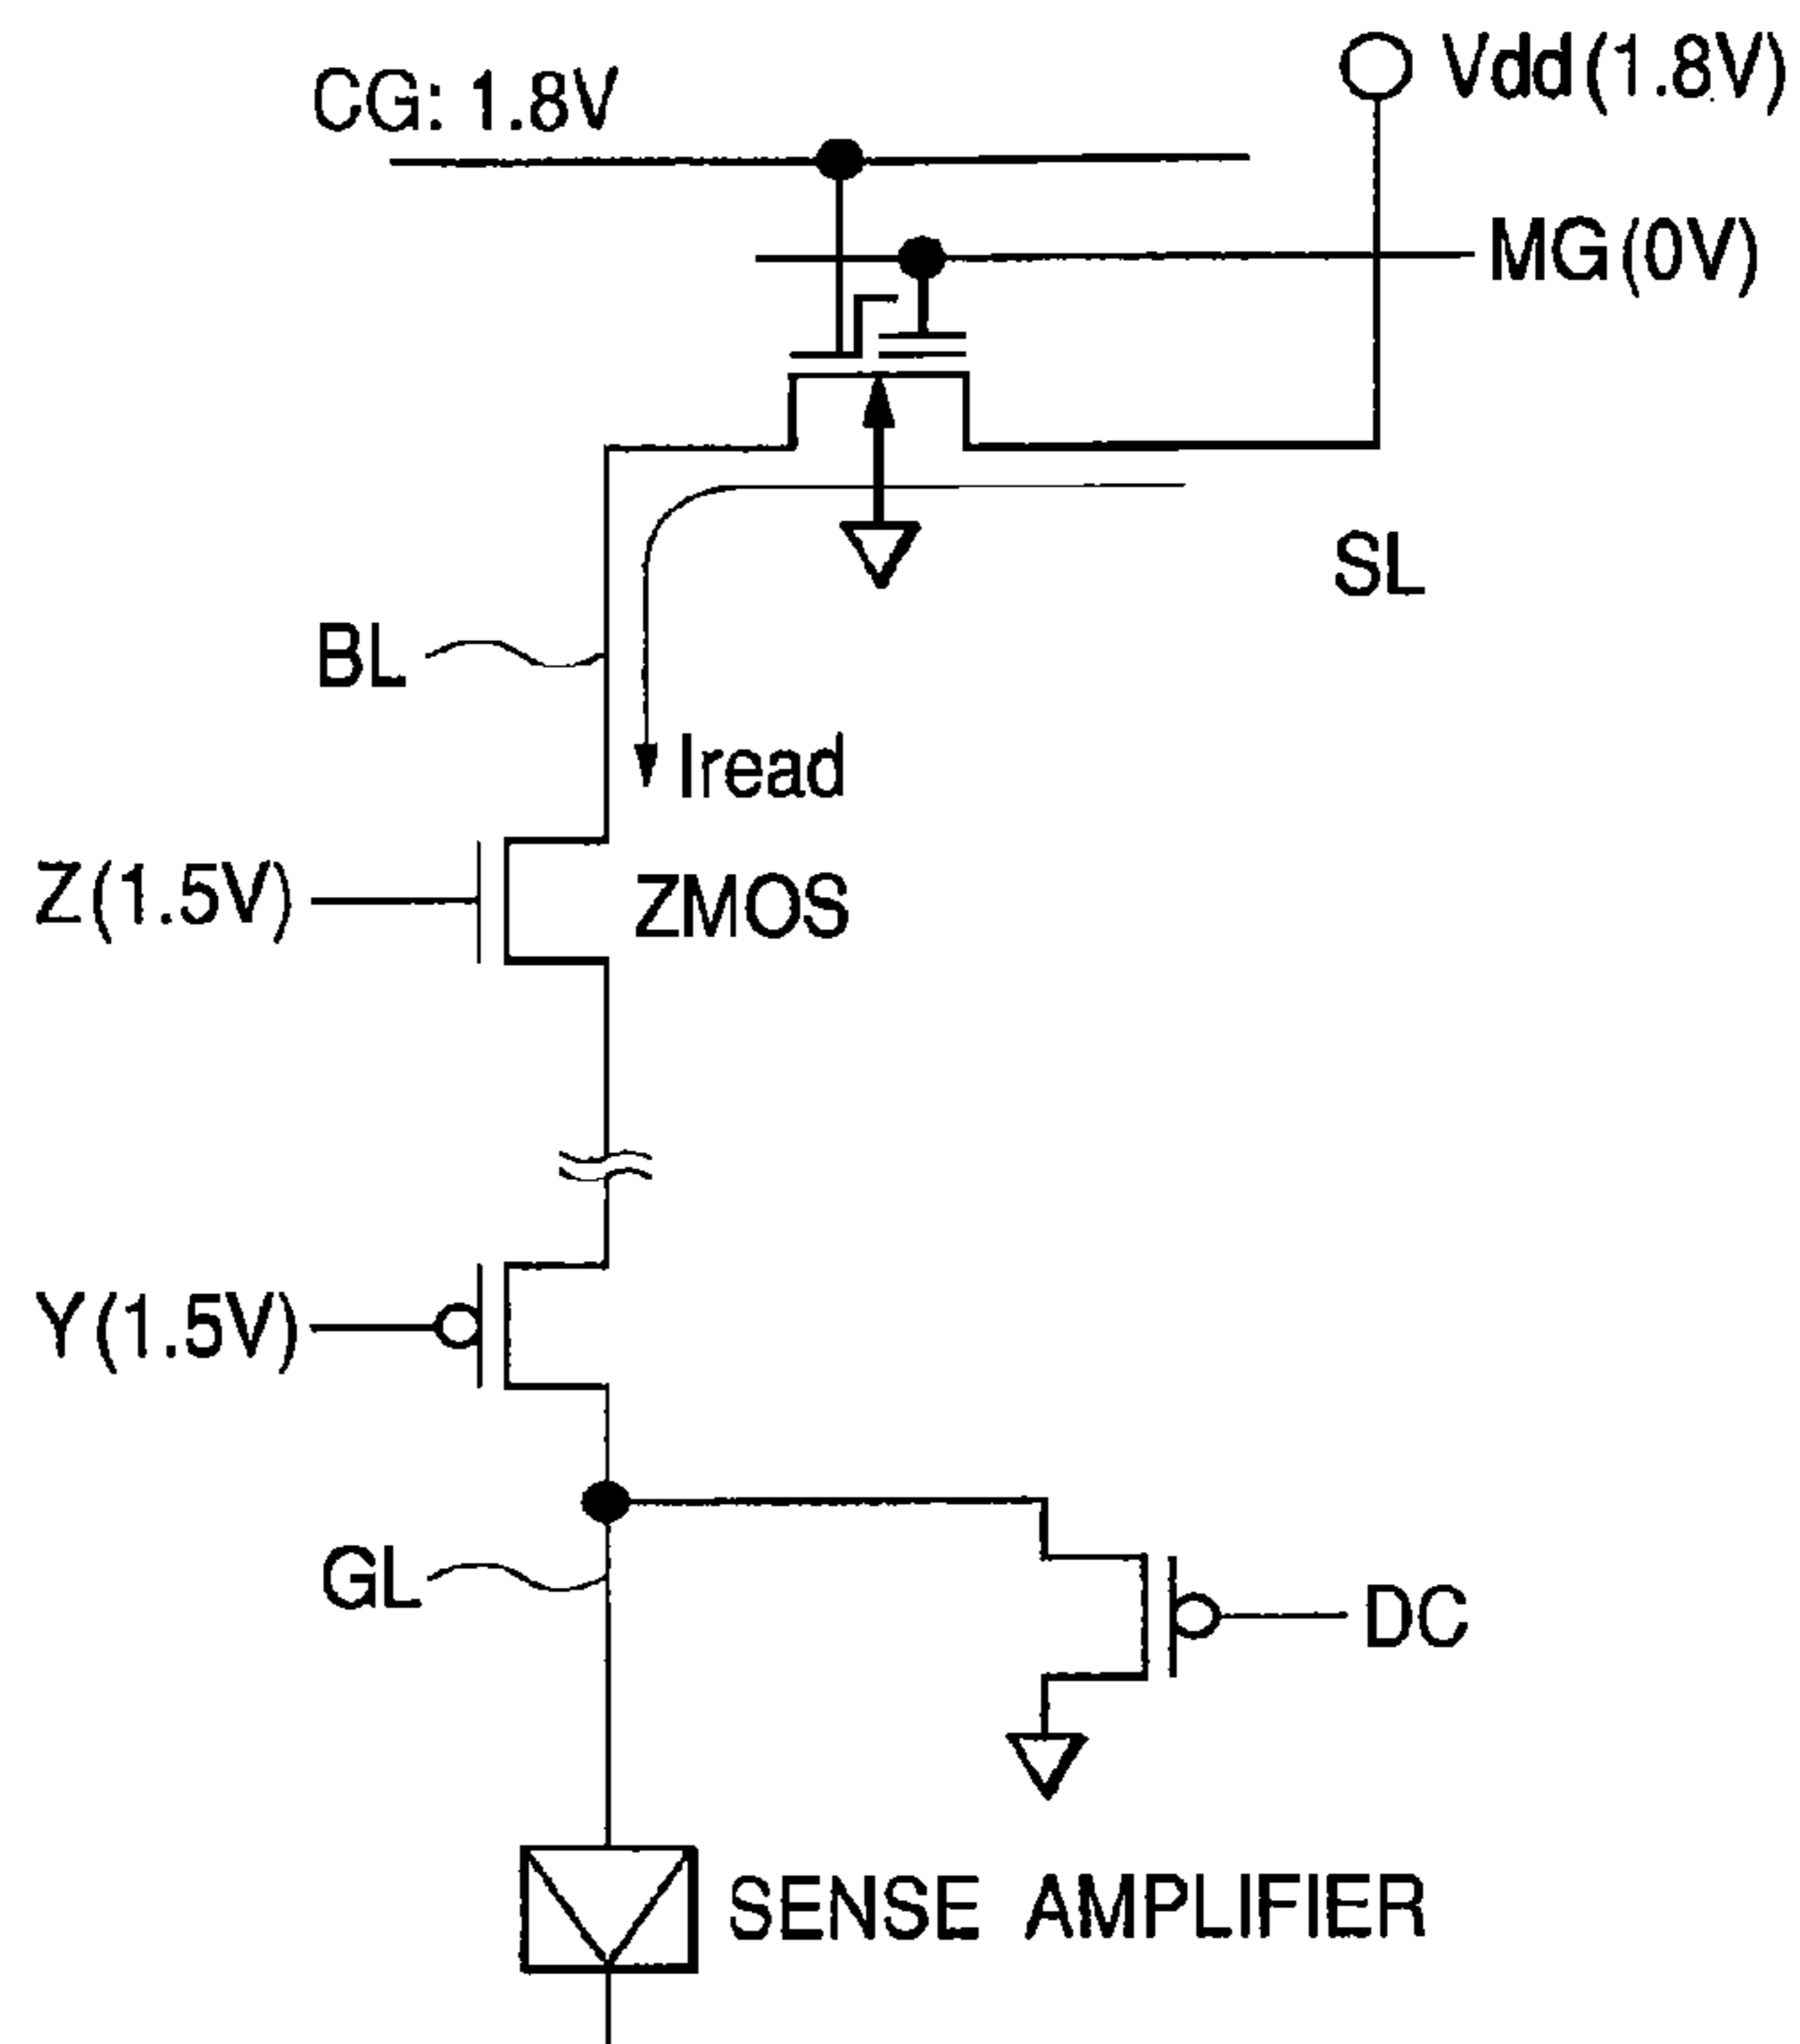 Vdd(1.8V)
CG: 1.8V
MG(0V)
SL
BL
Iread
Z(1.5V)
ZMOS
Y(1.5V)
GL
DC
SENSE AMPLIFIER